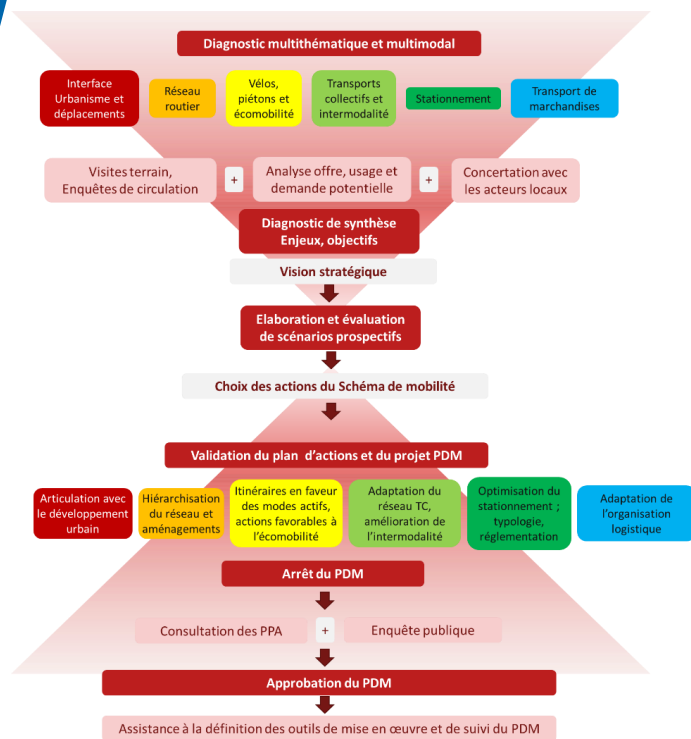 Diagnostic multithématique et multimodal
Interface
Urbanisme et
déplacements
Réseau
routier
Vélos,
piétons et
écomobilité
Transports
collectifs et
intermodalité
Stationnement
Transport de
marchandises
Visites terrain,
Enquêtes de circulation
+
Analyse offre, usage et
demande potentielle
+
Concertation avec
les acteurs locaux
Diagnostic de synthèse
Enjeux, objectifs
Vision stratégique
Elaboration et évaluation
de scénarios prospectifs
Choix des actions du Schéma de mobilité
Validation du plan d'actions et du projet PDM
Articulation avec
le développement
urbain
Hiérarchisation
du réseau et
aménagements
Itinéraires en faveur
des modes actifs,
actions favorables à
l'écomobilité
Adaptation du
réseau TC,
amélioration de
l'intermodalité
Optimisation du
stationnement ;
typologie,
réglementation
Adaptation de
l'organisation
logistique
Arrêt du PDM
Consultation des PPA
+
Enquête publique
Approbation du PDM
Assistance à la définition des outils de mise en œuvre et de suivi du PDM